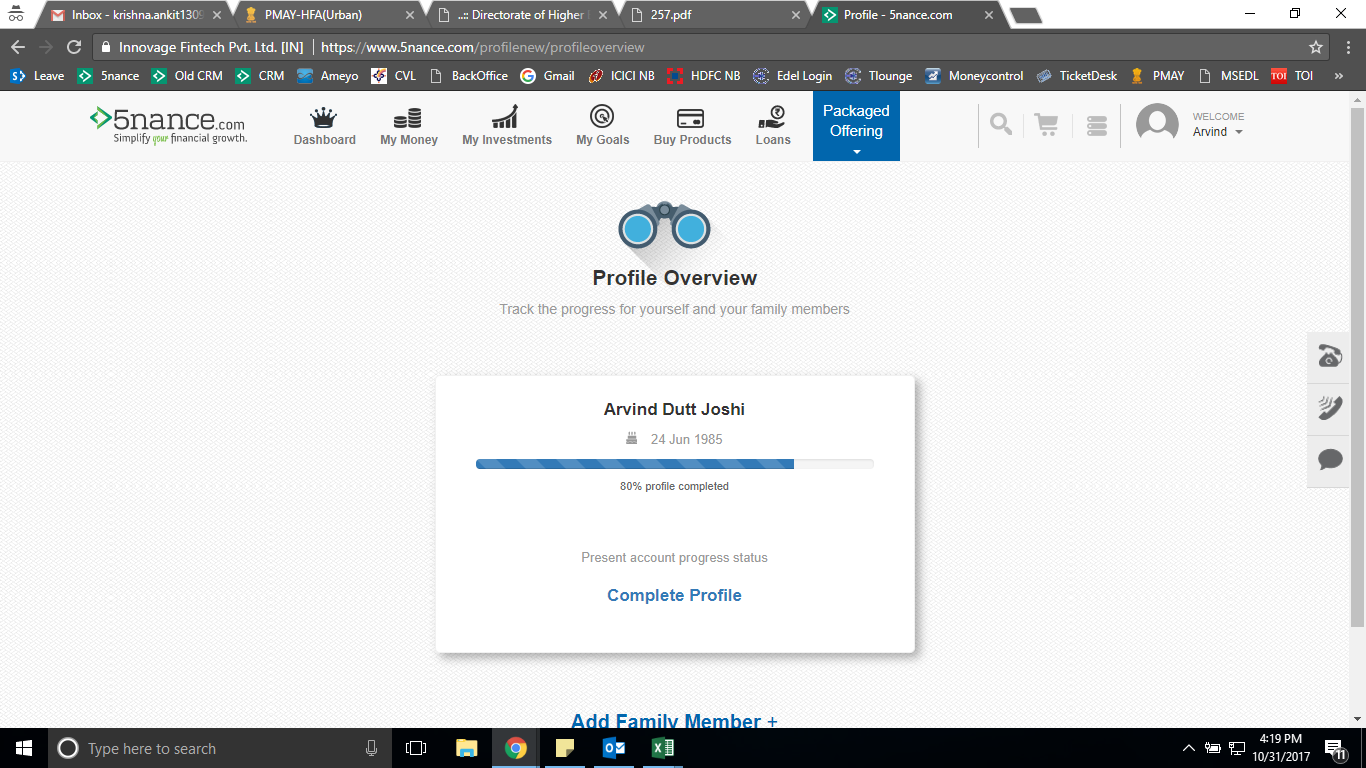 Inbox - krishna.ankit1309
PMAY-HFA(Urban)
..:: Directorate of Higher
257.pdf
Profile - 5nance.com
Innovage Fintech Pvt. Ltd. [IN]
https://www.5nance.com/profilenew/profileoverview
Leave
5nance
Old CRM
CRM
Ameyo
CVL
BackOffice
Gmail
ICICI NB
HDFC NB
Edel Login
Tlounge
Moneycontrol
TicketDesk
PMAY
MSEDL
TOI
TOI
»
5nance.com
Simplify your financial growth.
Dashboard
My Money
My Investments
My Goals
Buy Products
Loans
Packaged
Offering
WELCOME
Arvind
Profile Overview
Track the progress for yourself and your family members
Arvind Dutt Joshi
24 Jun 1985
80% profile completed
Present account progress status
Complete Profile
Add Family Member +
Type here to search
4:19 PM
10/31/2017
11